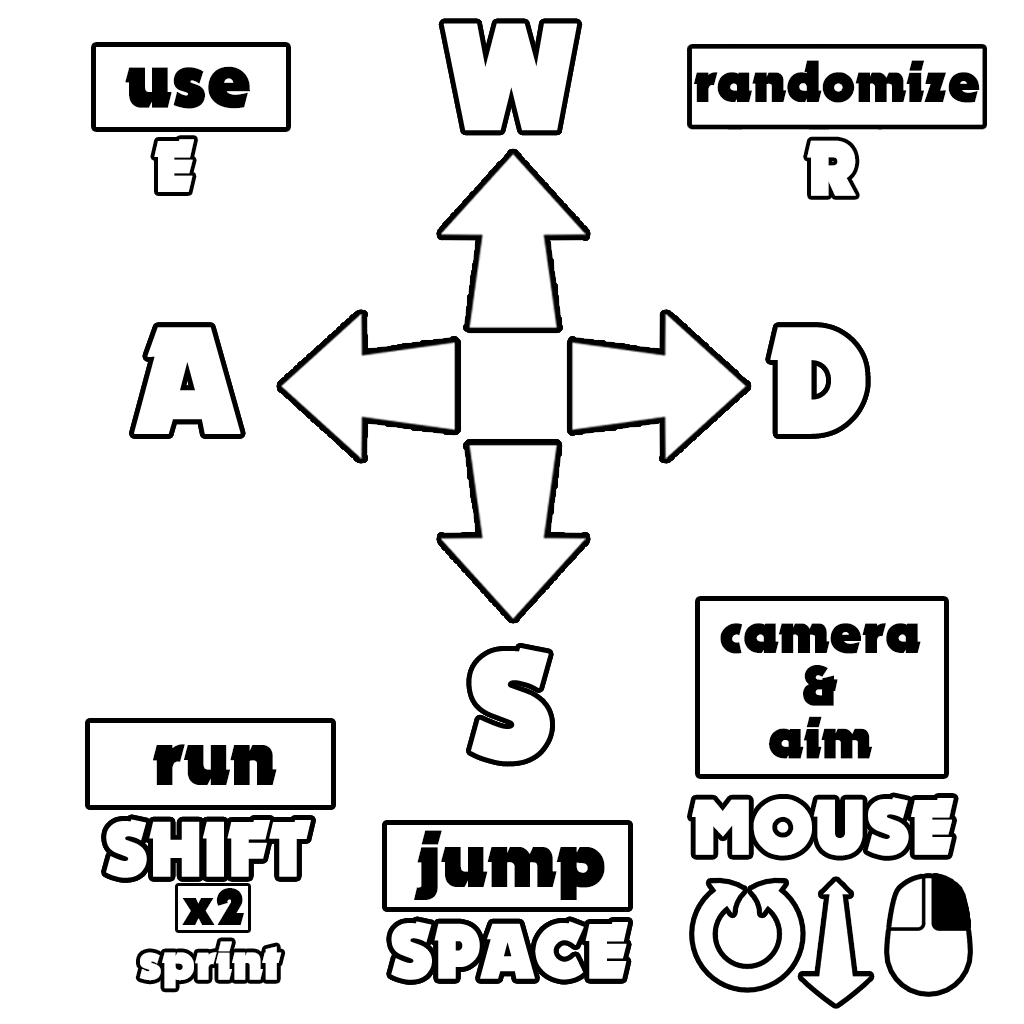 W
use
E
randomize
R
A
D
S
camera
&
aim
MOUSE
run
SHIFT
x2
sprint
jump
SPACE